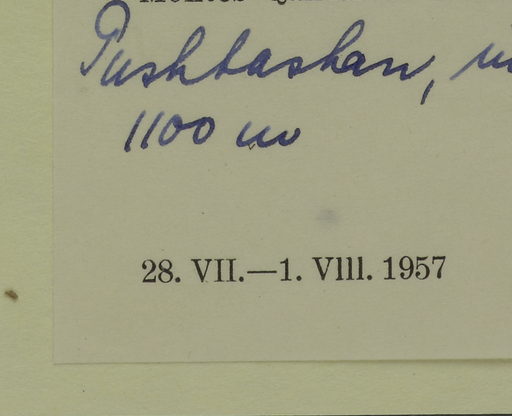 Pushtashan,
1100 m
28. VII.—1. VIII. 1957